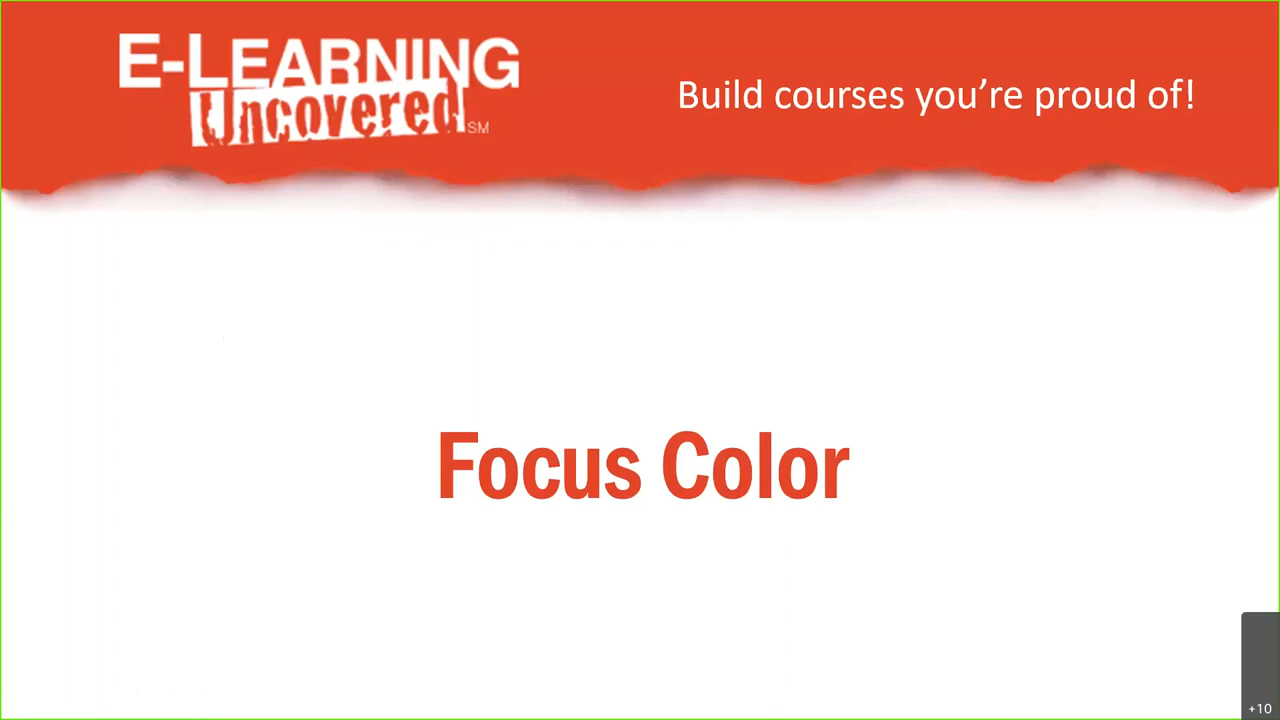 E-LEARNING
Uncovered SM
Build courses you’re proud of!
Focus Color
+10